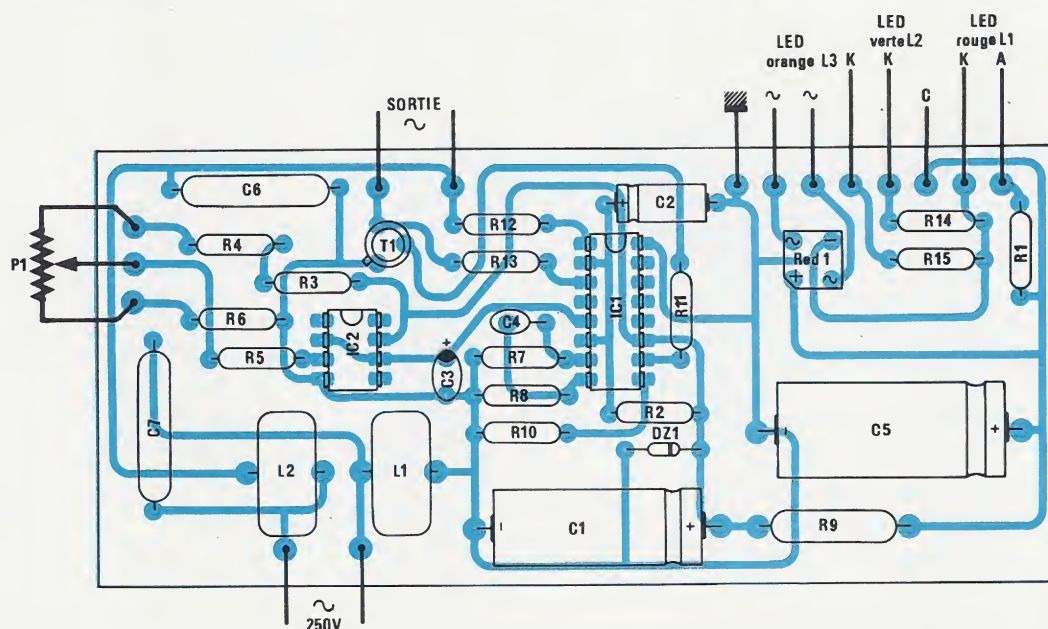 LED LED LED
orange L3 K verte L2 K rouge L1 K A
∼ ∼ C
SORTIE
∼
C6
C2
R12
R14
R4
T1
P1
R13
Red 1
R15
R1
R3
IC1
R11
R6
C4
IC2
R5
C3
R7
R8
R2
C7
R10
DZ1
C5
L2
L1
C1
R9
∼
250V
+
∼
∼
+
+
-
+
-
+